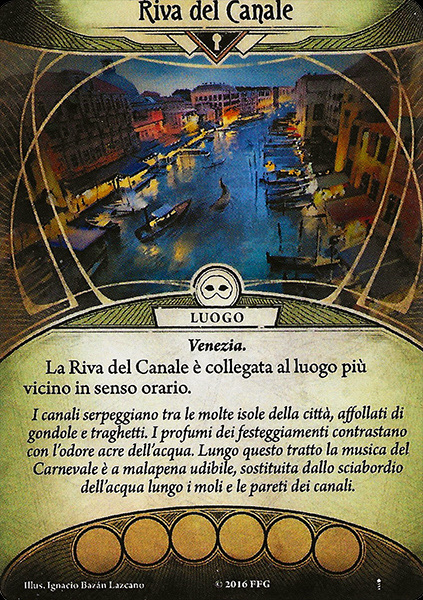 Riva del Canale
LUOGO
Venezia.
La Riva del Canale è collegata al luogo più
vicino in senso orario.
I canali serpeggiano tra le molte isole della città, affollati di
gondole e traghetti. I profumi dei festeggiamenti contrastano
con l'odore acre dell'acqua. Lungo questo tratto la musica del
Carnevale è a malapena udibile, sostituita dallo sciabordio
dell'acqua lungo i moli e le pareti dei canali.
Illus. Ignacio Bazán Lazcano © 2016 FFG